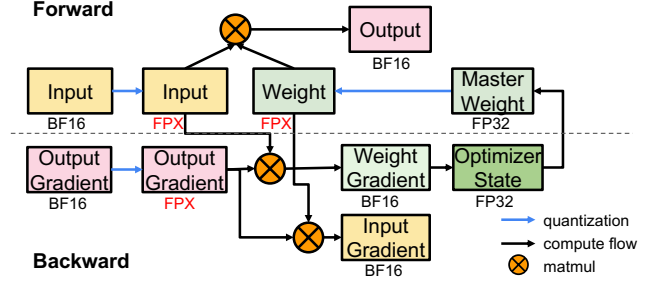 Forward
Output
BF16
Input
BF16
Input
FPX
Weight
FPX
Master
Weight
FP32
Output
Gradient
BF16
Output
Gradient
FPX
Weight
Gradient
BF16
Optimizer
State
FP32
Input
Gradient
BF16
Backward
quantization
compute flow
matmul